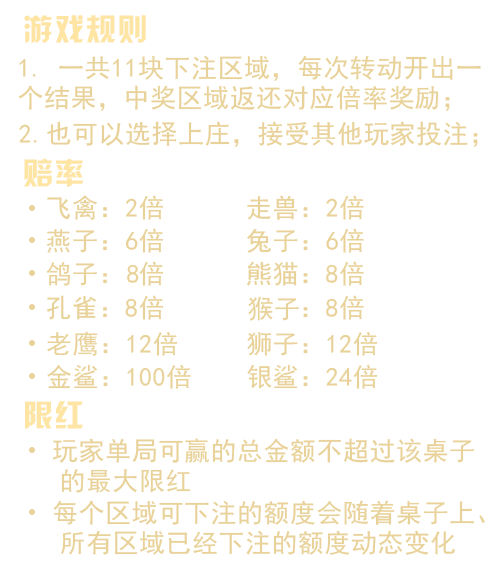 游戏规则
1. 一共11块下注区域，每次转动开出一
个结果，中奖区域返还对应倍率奖励；
2.也可以选择上庄，接受其他玩家投注；
赔率
·飞禽：2倍 走兽：2倍
·燕子：6倍 兔子：6倍
·鸽子：8倍 熊猫：8倍
·孔雀：8倍 猴子：8倍
·老鹰：12倍 狮子：12倍
·金鲨：100倍 银鲨：24倍
限红
· 玩家单局可赢的总金额不超过该桌子
的最大限红
· 每个区域可下注的额度会随着桌子上、
所有区域已经下注的额度动态变化